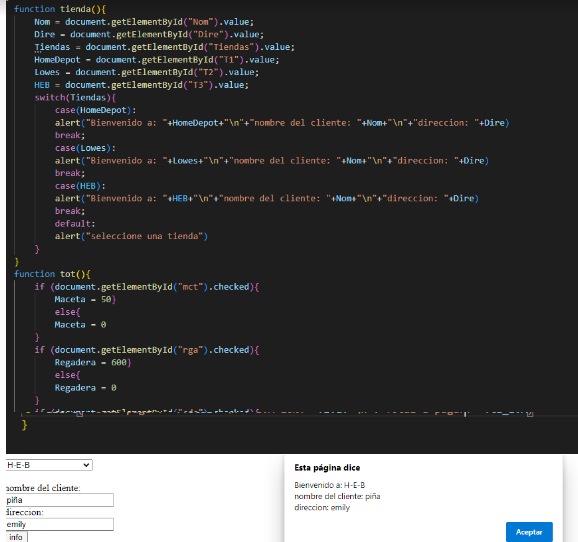 function tienda(){
Nom = document.getElementById("Nom").value;
Dire = document.getElementById("Dire").value;
Tiendas = document.getElementById("Tiendas").value;
HomeDepot = document.getElementById("T1").value;
Lowes = document.getElementById("T2").value;
HEB = document.getElementById("T3").value;
switch(Tiendas){
case(HomeDepot):
alert("Bienvenido a: "+HomeDepot+"\n"+"nombre del cliente: "+Nom+"\n"+"direccion: "+Dire)
break;
case(Lowes):
alert("Bienvenido a: "+Lowes+"\n"+"nombre del cliente: "+Nom+"\n"+"direccion: "+Dire)
break;
case(HEB):
alert("Bienvenido a: "+HEB+"\n"+"nombre del cliente: "+Nom+"\n"+"direccion: "+Dire)
break;
default:
alert("seleccione una tienda")
}
}
function tot(){
if (document.getElementById("mct").checked){
Maceta = 50}
else{
Maceta = 0
}
if (document.getElementById("rga").checked){
Regadera = 600}
else{
Regadera = 0
}
}
H-E-B
nombre del cliente:
piña
direccion:
emily
info
Esta página dice
Bienvenido a: H-E-B
nombre del cliente: piña
direccion: emily
Aceptar